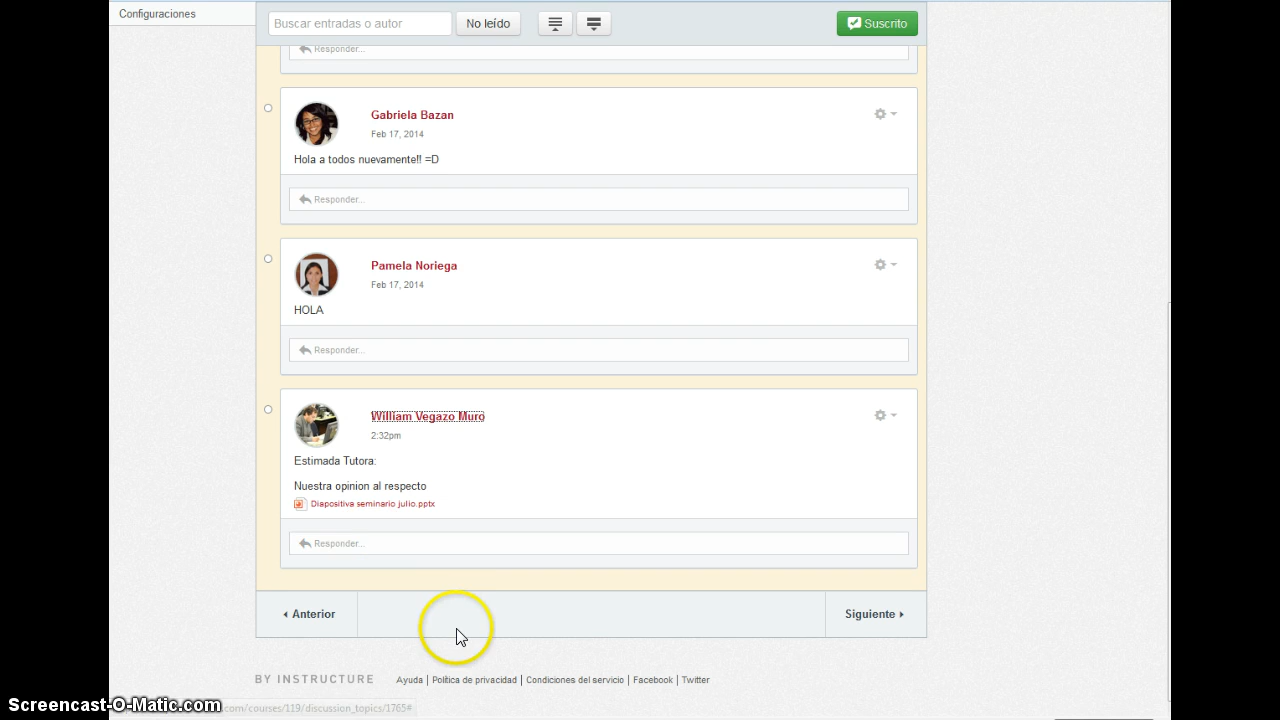 Configuraciones
Buscar entradas o autor
No leído
Suscrito
Responder...
Gabriela Bazan
Feb 17, 2014
Hola a todos nuevamente!! =D
Responder...
Pamela Noriega
Feb 17, 2014
HOLA
Responder...
William Vegazo Muro
2:32pm
Estimada Tutora:
Nuestra opinion al respecto
Diapositiva seminario julio.pptx
Responder...
Anterior
Siguiente
BY INSTRUCTURE Ayuda | Política de privacidad | Condiciones del servicio | Facebook | Twitter
Screencast-O-Matic.com
.com/courses/119/discussion_topics/1765#